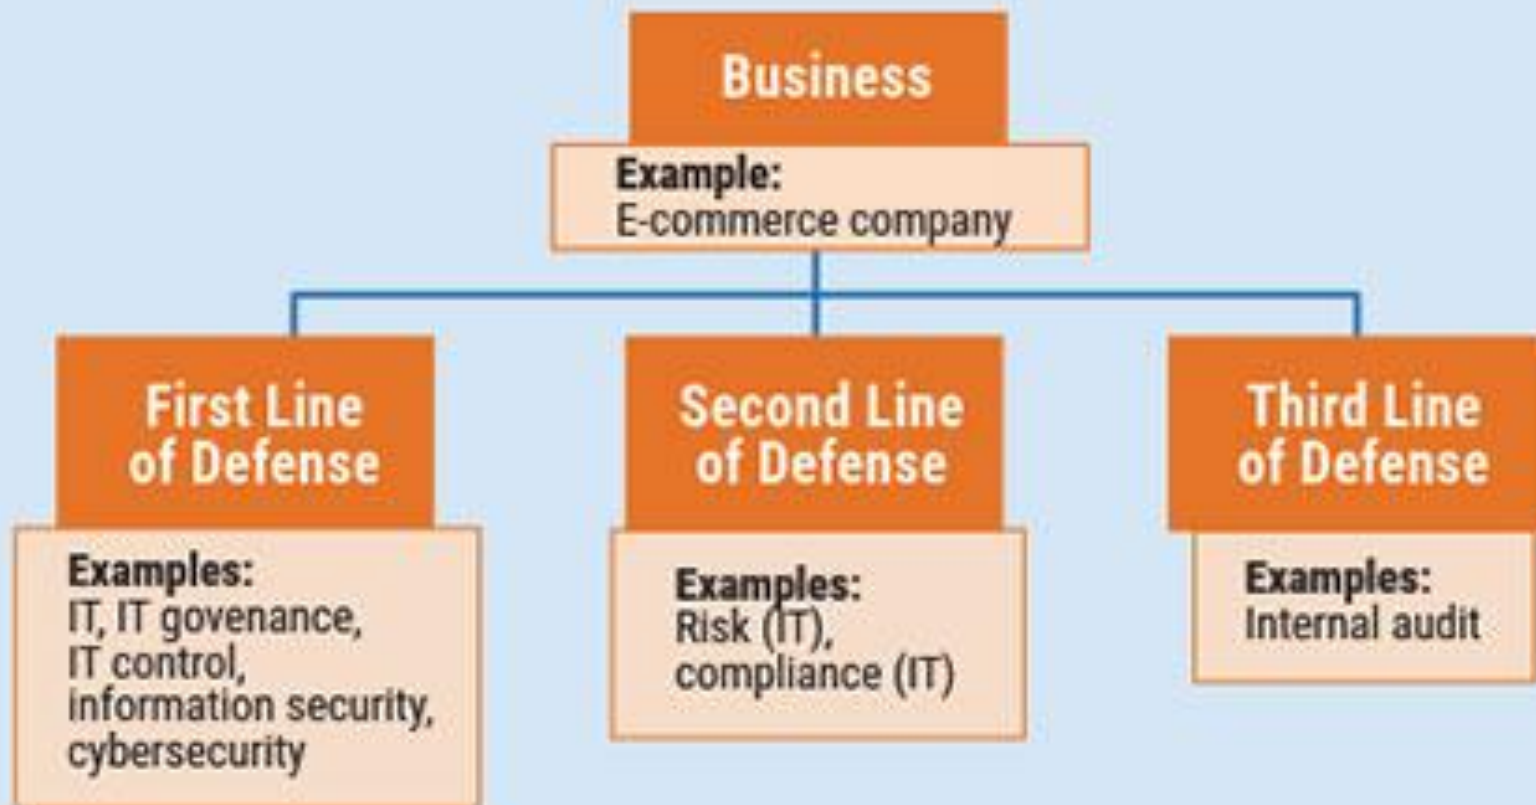 Business
Example:
E-commerce company
First Line
of Defense
Examples:
IT, IT govenance,
IT control,
information security,
cybersecurity
Second Line
of Defense
Examples:
Risk (IT),
compliance (IT)
Third Line
of Defense
Examples:
Internal audit